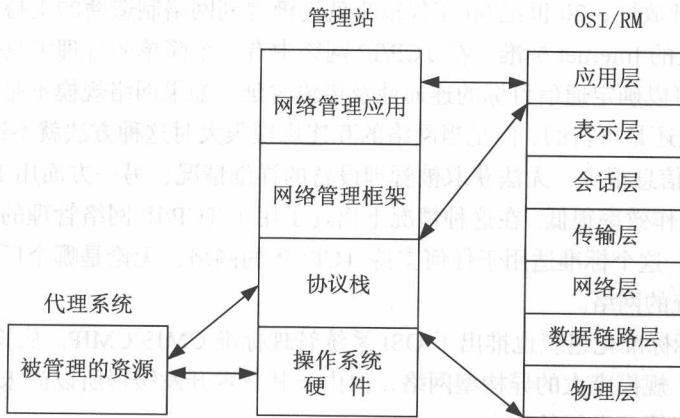 管理站
OSI/RM
网络管理应用
网络管理框架
协议栈
操作系统
硬 件
代理系统
被管理的资源
应用层
表示层
会话层
传输层
网络层
数据链路层
物理层